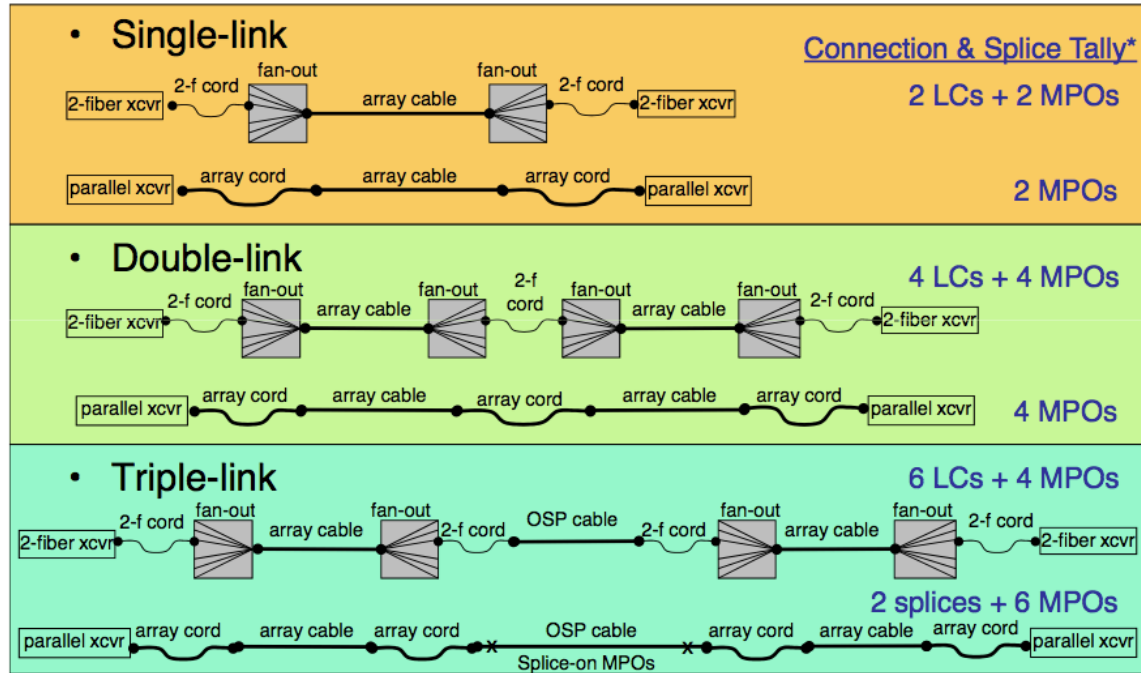 • Single-link
Connection & Splice Tally*
fan-out
fan-out
2-f cord
array cable
2-f cord
2-fiber xcvr
2-fiber xcvr
2 LCs + 2 MPOs
array cord
array cable
array cord
parallel xcvr
parallel xcvr
2 MPOs
• Double-link
4 LCs + 4 MPOs
2-f cord
fan-out
array cable
fan-out
2-f
cord
fan-out
array cable
fan-out
2-f cord
2-fiber xcvr
2-fiber xcvr
array cord
array cable
array cord
array cable
array cord
parallel xcvr
parallel xcvr
4 MPOs
• Triple-link
6 LCs + 4 MPOs
2-f cord
fan-out
array cable
fan-out
2-f cord
OSP cable
2-f cord
fan-out
array cable
fan-out
2-f cord
2-fiber xcvr
2-fiber xcvr
2 splices + 6 MPOs
array cord
array cable
array cord
x
OSP cable
x
array cord
array cable
array cord
parallel xcvr
Splice-on MPOs
parallel xcvr